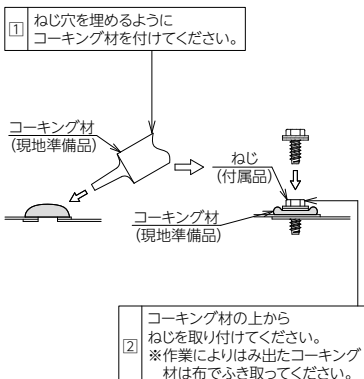 1 ねじ穴を埋めるように
コーキング材を付けてください。
コーキング材
(現地準備品)
ねじ
(付属品)
コーキング材
(現地準備品)
2 コーキング材の上から
ねじを取り付けてください。
※作業によりはみ出たコーキング
材は布でふき取ってください。